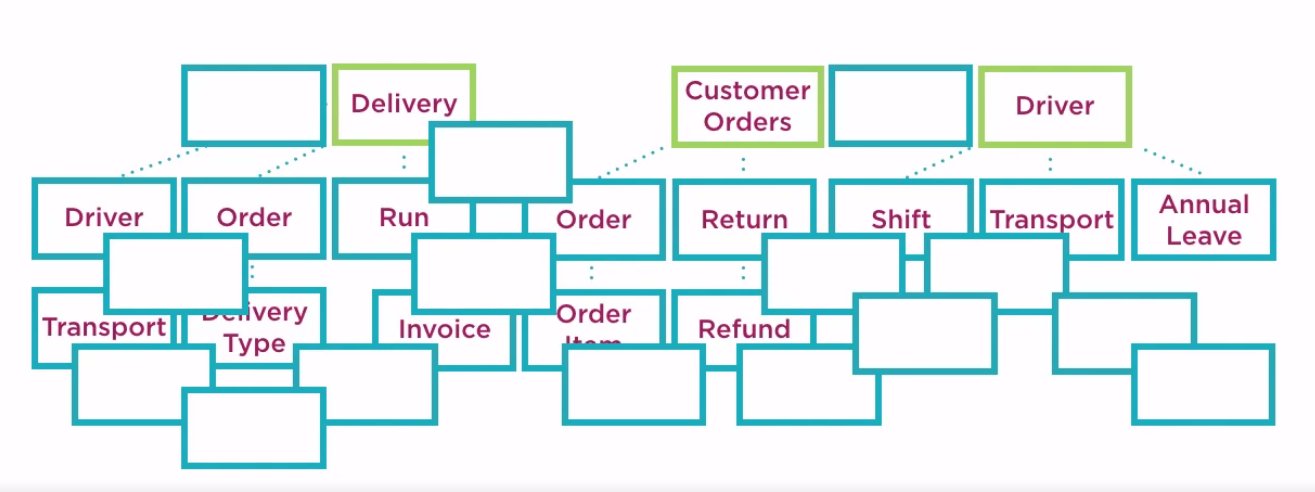 Delivery
Customer
Orders
Driver
Driver
Order
Run
Order
Return
Shift
Transport
Annual
Leave
Transport
Delivery
Type
Invoice
Order
Item
Refund